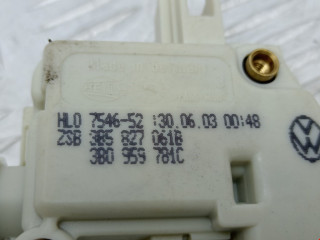 HLO 7546-52 :30.06.03 00:48
ZSB 3B5 827 061B
3B0 959 781C